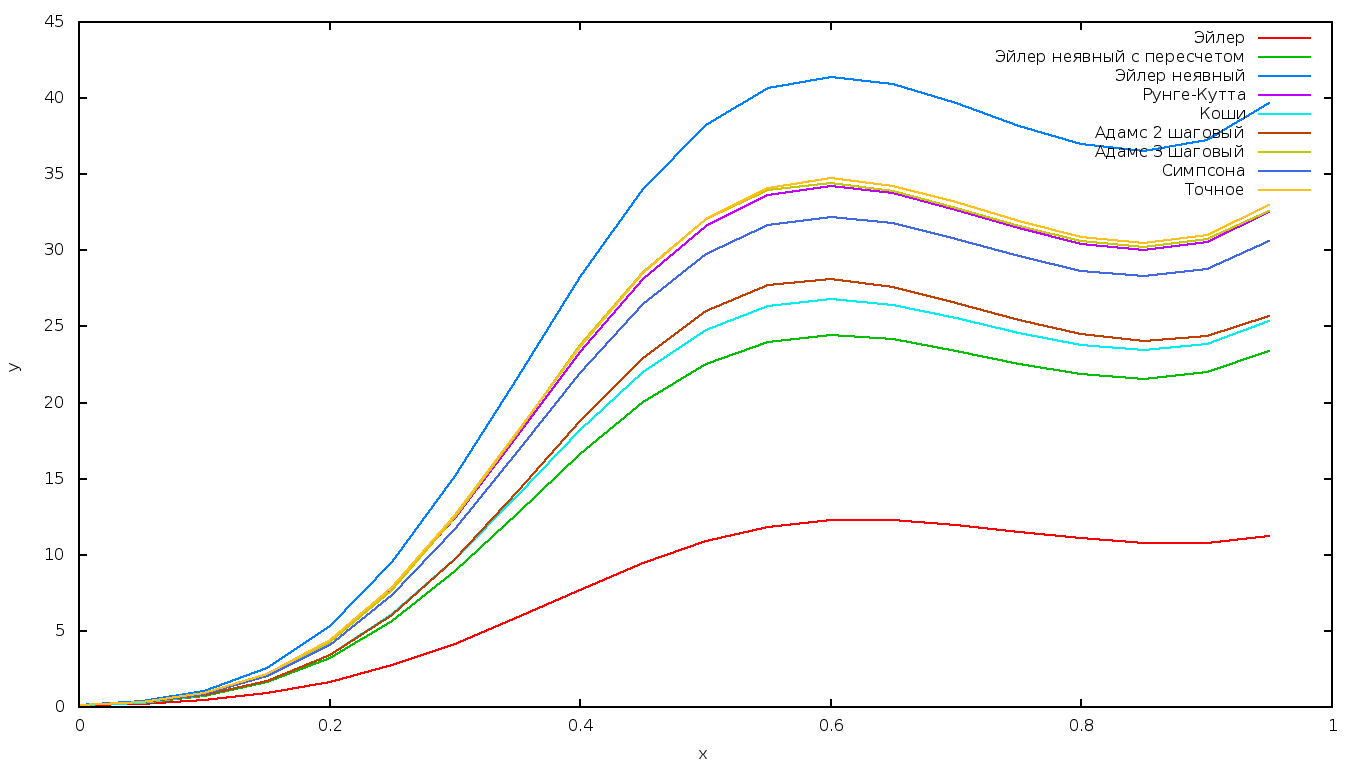 45
40
35
30
25
20
15
10
5
0
y
Эйлер
Эйлер неявный с пересчетом
Эйлер неявный
Рунге-Кутта
Коши
Адамс 2 шаговый
Адамс 3 шаговый
Симпсона
Точное
0 0.2 0.4 0.6 0.8 1
x